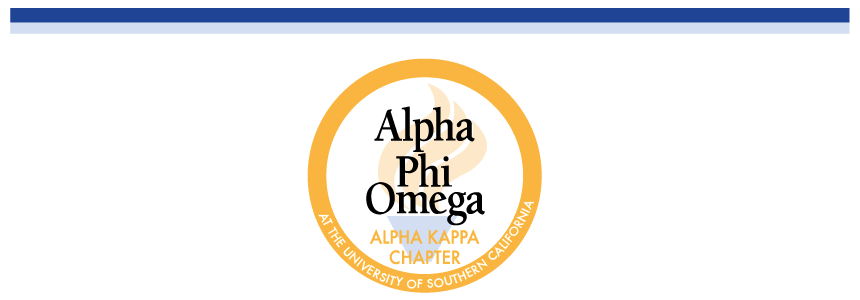 Alpha
Phi
Omega
ALPHA KAPPA
CHAPTER
AT THE UNIVERSITY OF SOUTHERN CALIFORNIA